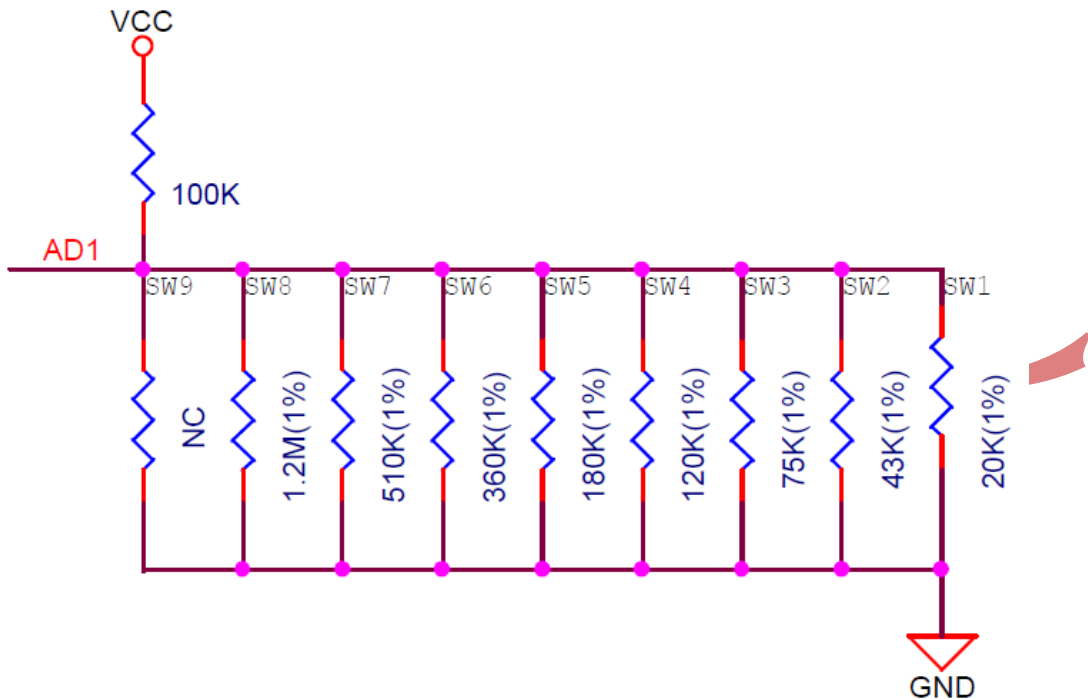 VCC
100K
AD1
SW9
SW8
SW7
SW6
SW5
SW4
SW3
SW2
SW1
NC
1.2M(1%)
510K(1%)
360K(1%)
180K(1%)
120K(1%)
75K(1%)
43K(1%)
20K(1%)
GND